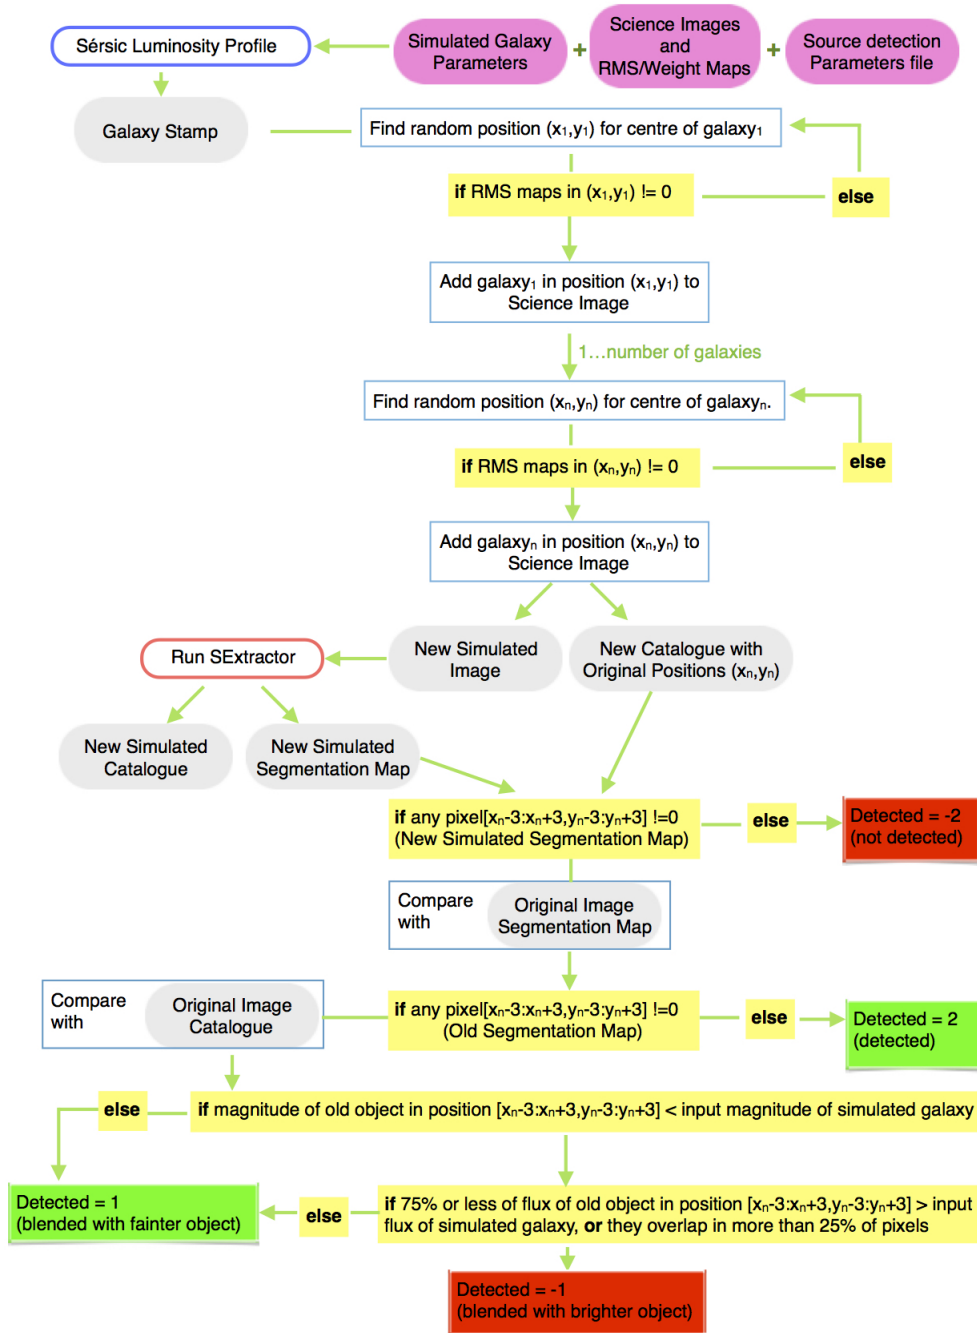 Sérsic Luminosity Profile
Simulated Galaxy
Parameters
+
Science Images
and
RMS/Weight Maps
+
Source detection
Parameters file
Galaxy Stamp
Find random position (x₁,y₁) for centre of galaxy₁
if RMS maps in (x₁,y₁) != 0
else
Add galaxy₁ in position (x₁,y₁) to
Science Image
1...number of galaxies
Find random position (xₙ,yₙ) for centre of galaxyₙ.
if RMS maps in (xₙ,yₙ) != 0
else
Add galaxyₙ in position (xₙ,yₙ) to
Science Image
Run SExtractor
New Simulated
Image
New Catalogue with
Original Positions (xₙ,yₙ)
New Simulated
Catalogue
New Simulated
Segmentation Map
if any pixel[xₙ-3:xₙ+3,yₙ-3:yₙ+3] !=0
(New Simulated Segmentation Map)
else
Detected = -2
(not detected)
Compare
with
Original Image
Segmentation Map
Compare
with
Original Image
Catalogue
if any pixel[xₙ-3:xₙ+3,yₙ-3:yₙ+3] !=0
(Old Segmentation Map)
else
Detected = 2
(detected)
else
if magnitude of old object in position [xₙ-3:xₙ+3,yₙ-3:yₙ+3] < input magnitude of simulated galaxy
Detected = 1
(blended with fainter object)
else
if 75% or less of flux of old object in position [xₙ-3:xₙ+3,yₙ-3:yₙ+3] > input
flux of simulated galaxy, or they overlap in more than 25% of pixels
Detected = -1
(blended with brighter object)